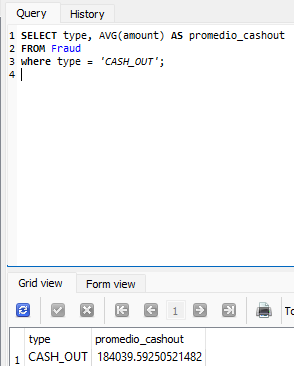 Query History
1 SELECT type, AVG(amount) AS promedio_cashout
2 FROM Fraud
3 where type = 'CASH_OUT';
4
Grid view Form view
1 To
type promedio_cashout
1 CASH_OUT 184039.59250521482